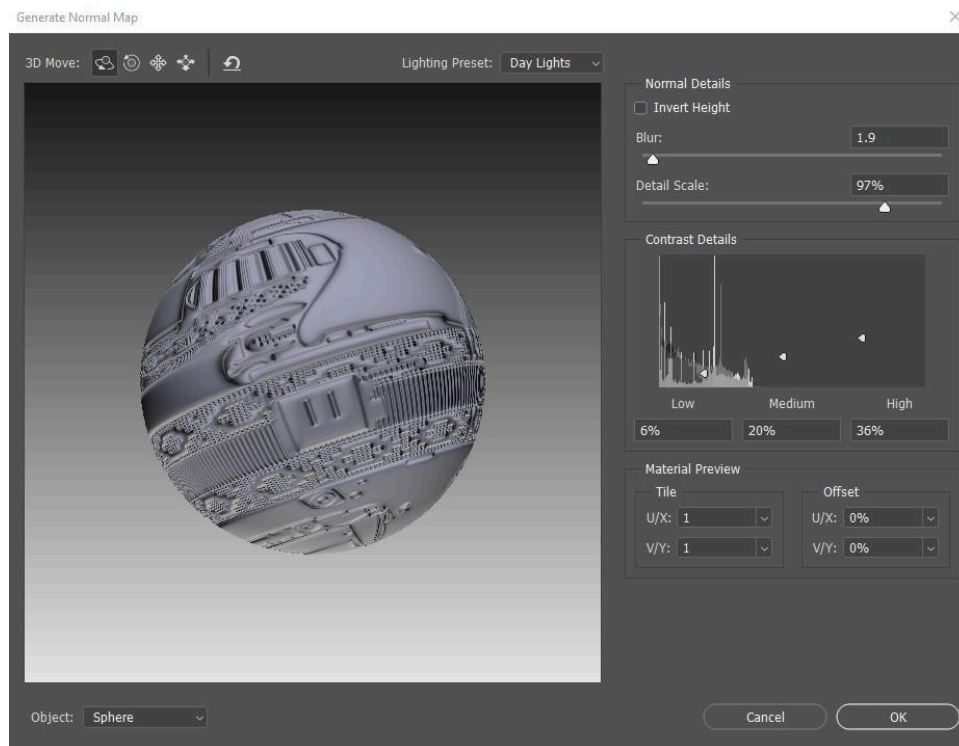 Generate Normal Map
3D Move:
Lighting Preset: Day Lights
Normal Details
Invert Height
Blur: 1.9
Detail Scale: 97%
Contrast Details
Low Medium High
6% 20% 36%
Material Preview
Tile Offset
U/X: 1 U/X: 0%
V/Y: 1 V/Y: 0%
Object: Sphere
Cancel OK